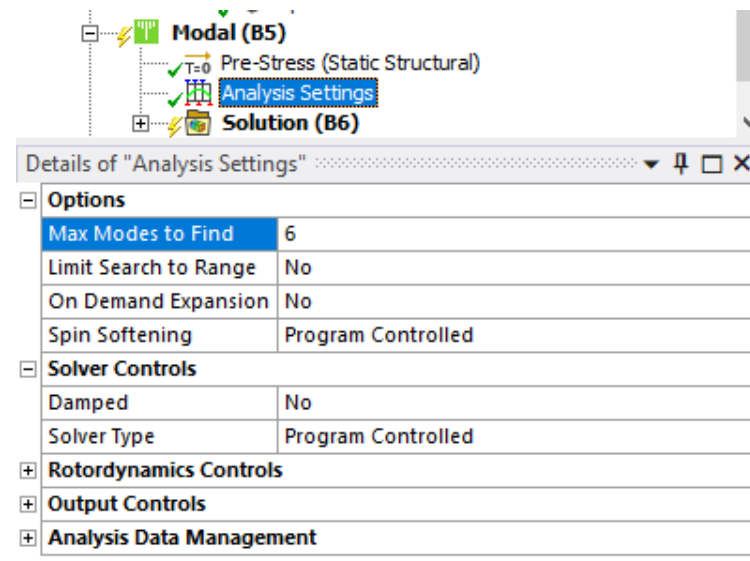 Modal (B5)
T=0 Pre-Stress (Static Structural)
Analysis Settings
Solution (B6)
Details of "Analysis Settings"
Options
Max Modes to Find 6
Limit Search to Range No
On Demand Expansion No
Spin Softening Program Controlled
Solver Controls
Damped No
Solver Type Program Controlled
Rotordynamics Controls
Output Controls
Analysis Data Management